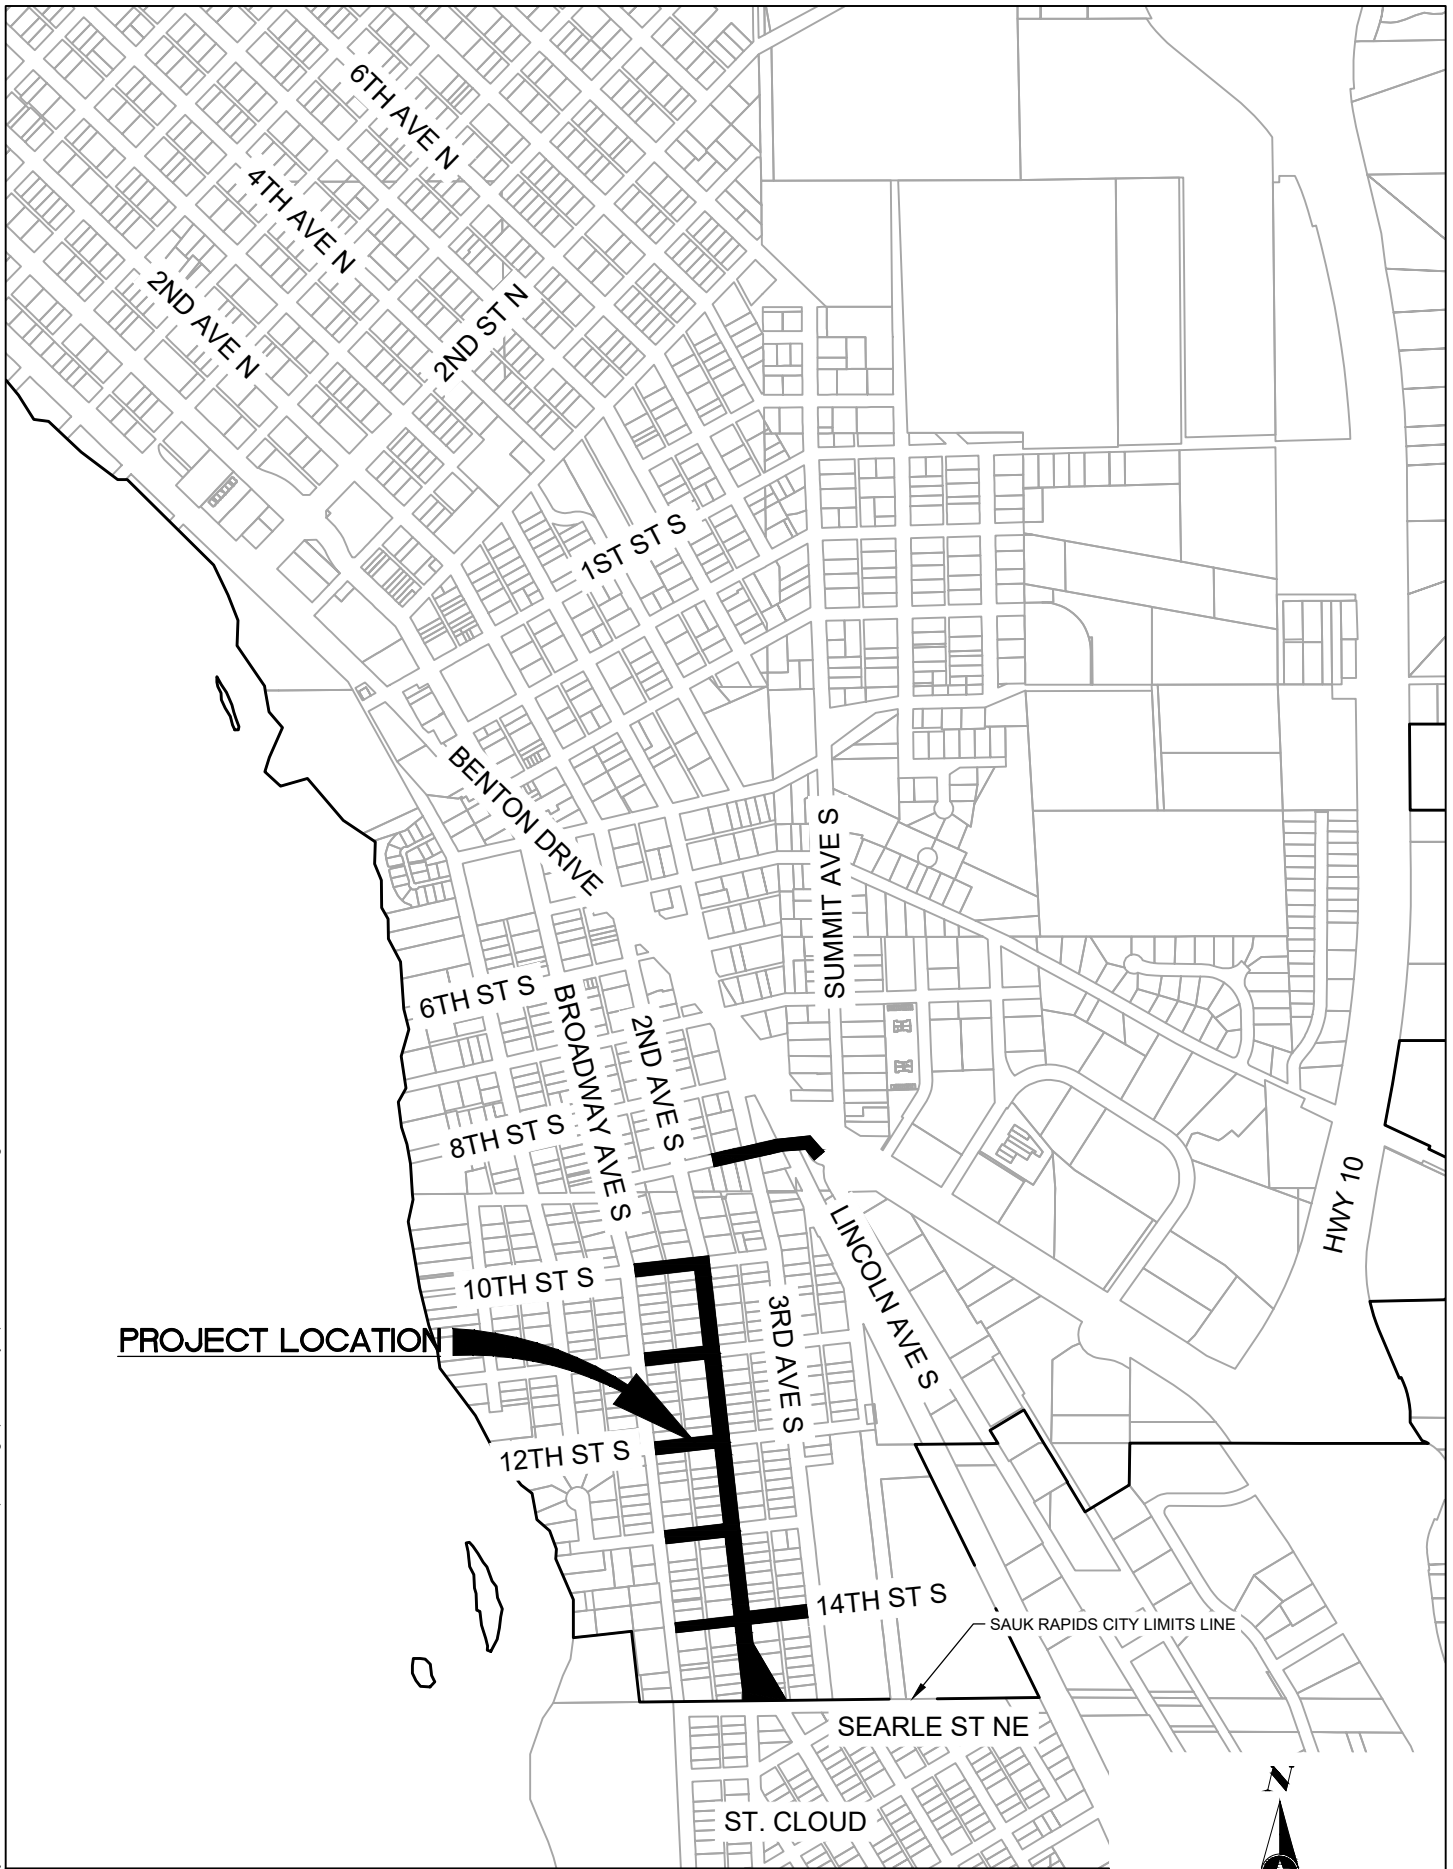 6TH AVE N
4TH AVE N
2ND AVE N
2ND ST N
1ST ST S
BENTON DRIVE
SUMMIT AVE S
6TH ST S
BROADWAY AVE S
2ND AVE S
8TH ST S
HWY 10
LINCOLN AVE S
10TH ST S
3RD AVE S
PROJECT LOCATION
12TH ST S
14TH ST S
SAUK RAPIDS CITY LIMITS LINE
SEARLE ST NE
N
ST. CLOUD